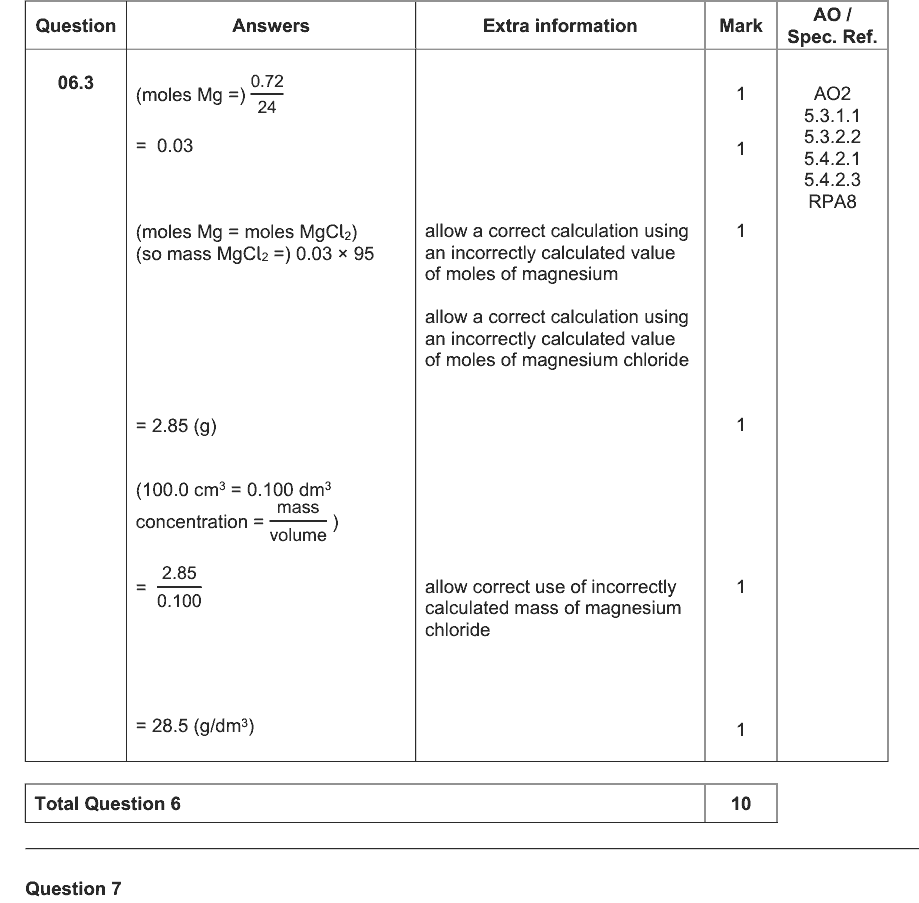 Question Answers Extra information Mark AO / Spec. Ref.
06.3
(moles Mg =) 0.72/24 1
= 0.03 1
AO2
5.3.1.1
5.3.2.2
5.4.2.1
5.4.2.3
RPA8
(moles Mg = moles MgCl₂)
(so mass MgCl₂ =) 0.03 × 95
allow a correct calculation using 1
an incorrectly calculated value
of moles of magnesium
allow a correct calculation using
an incorrectly calculated value
of moles of magnesium chloride
= 2.85 (g) 1
(100.0 cm³ = 0.100 dm³
concentration = mass/volume )
= 2.85/0.100
allow correct use of incorrectly 1
calculated mass of magnesium
chloride
= 28.5 (g/dm³) 1
Total Question 6 10
Question 7